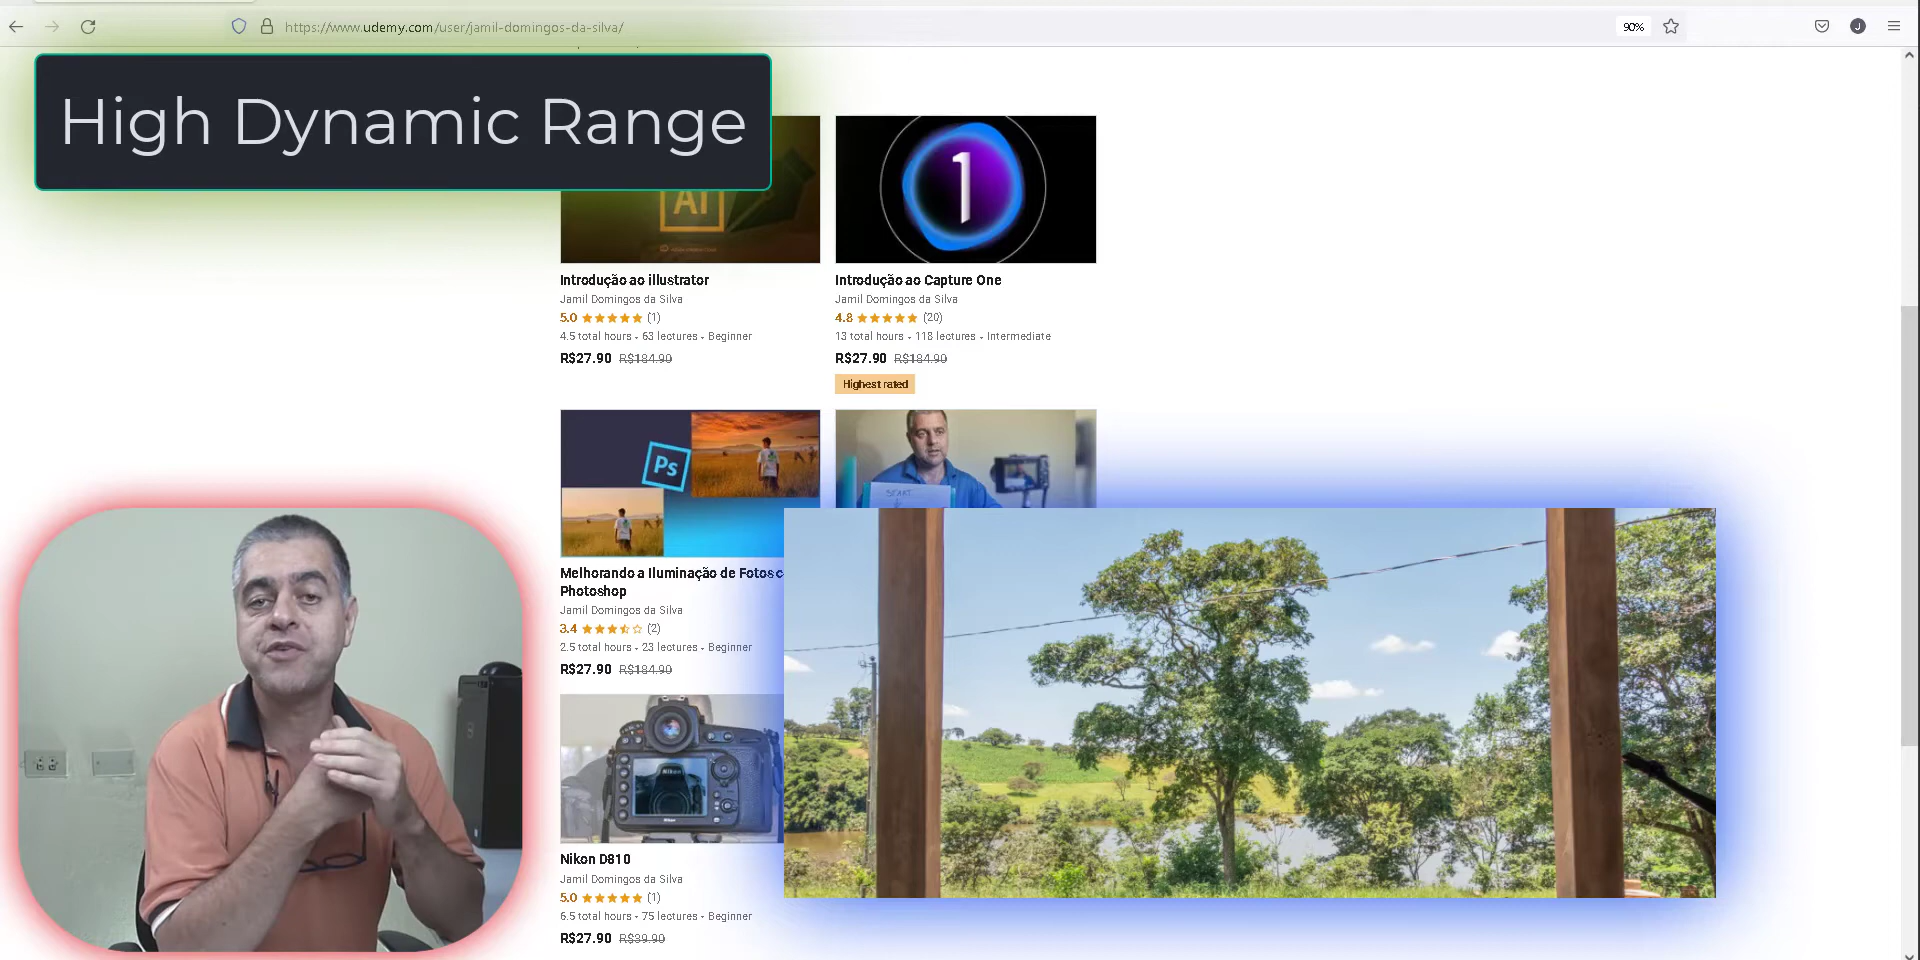 https://www.udemy.com/user/jamil-domingos-da-silva/
90%
J
High Dynamic Range
Ai
1
Introdução ao illustrator
Jamil Domingos da Silva
5.0 (1)
4.5 total hours • 63 lectures • Beginner
R$27.90 R$184.90
Introdução ao Capture One
Jamil Domingos da Silva
4.8 (20)
13 total hours • 118 lectures • Intermediate
R$27.90 R$184.90
Highest rated
Ps
START
Melhorando a Iluminação de Fotos c
Photoshop
Jamil Domingos da Silva
3.4 (2)
2.5 total hours • 23 lectures • Beginner
R$27.90 R$184.90
Nikon
Nikon D810
Jamil Domingos da Silva
5.0 (1)
6.5 total hours • 75 lectures • Beginner
R$27.90 R$39.90